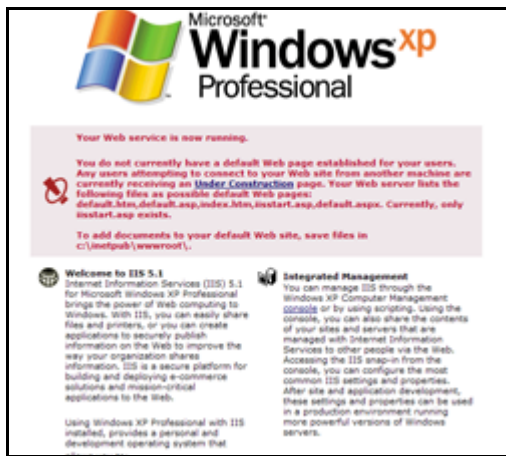 Microsoft®
Windows xp
Professional
Your Web service is now running.
You do not currently have a default Web page established for your users.
Any users attempting to connect to your Web site from another machine are
currently receiving an Under Construction page. Your Web server lists the
following files as possible default Web pages:
default.htm,default.asp,index.htm,iisstart.asp,default.aspx. Currently, only
iisstart.asp exists.
To add documents to your default Web site, save files in
c:\inetpub\wwwroot\.
Welcome to IIS 5.1
Internet Information Services (IIS) 5.1
for Microsoft Windows XP Professional
brings the power of Web computing to
Windows. With IIS, you can easily share
files and printers, or you can create
applications to securely publish
information on the Web to improve the
way your organization shares
information. IIS is a secure platform for
building and deploying e-commerce
solutions and mission-critical
applications to the Web.
Using Windows XP Professional with IIS
installed, provides a personal and
development operating system that
Integrated Management
You can manage IIS through the
Windows XP Computer Management
console or by using scripting. Using the
console, you can also share the contents
of your sites and servers that are
managed with Internet Information
Services to other people via the Web.
Accessing the IIS snap-in from the
console, you can configure the most
common IIS settings and properties.
After site and application development,
these settings and properties can be used
in a production environment running
more powerful versions of Windows
servers.